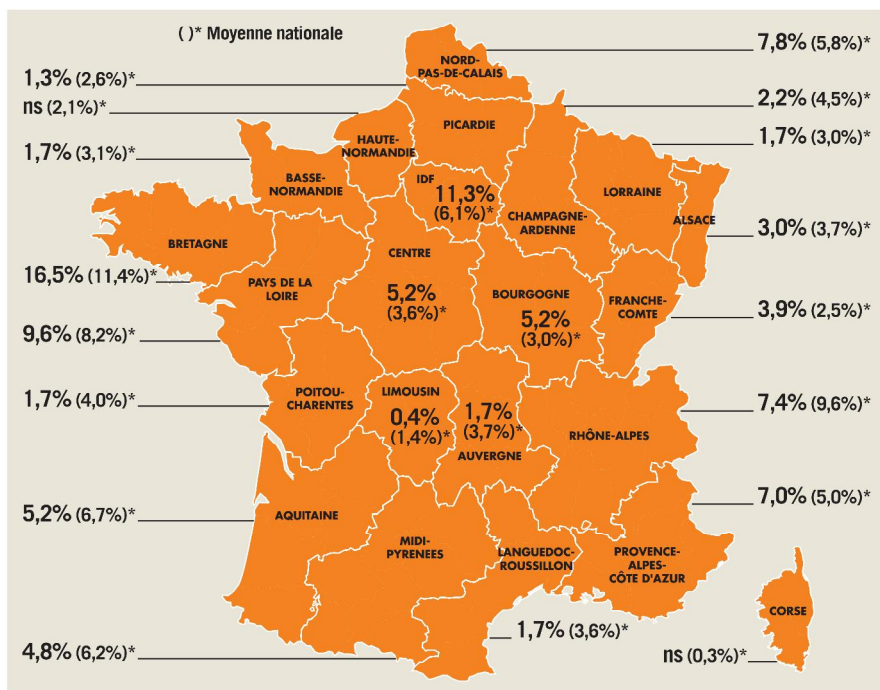 ( )* Moyenne nationale
7,8% (5,8%)*
NORD-
PAS-DE-CALAIS
1,3% (2,6%)*
2,2% (4,5%)*
ns (2,1%)*
PICARDIE
1,7% (3,0%)*
HAUTE-
NORMANDIE
1,7% (3,1%)*
BASSE-
NORMANDIE
IDF
11,3%
(6,1%)*
LORRAINE
CHAMPAGNE-
ARDENNE
ALSACE
3,0% (3,7%)*
BRETAGNE
CENTRE
16,5% (11,4%)*
PAYS DE LA
LOIRE
5,2%
(3,6%)*
BOURGOGNE
5,2%
(3,0%)*
FRANCHE-
COMTE
3,9% (2,5%)*
9,6% (8,2%)*
POITOU-
CHARENTES
1,7% (4,0%)*
LIMOUSIN
0,4%
(1,4%)*
1,7%
(3,7%)*
AUVERGNE
7,4% (9,6%)*
RHÔNE-ALPES
7,0% (5,0%)*
5,2% (6,7%)*
AQUITAINE
MIDI-
PYRENEES
LANGUEDOC-
ROUSSILLON
PROVENCE-
ALPES-
CÔTE D'AZUR
CORSE
1,7% (3,6%)*
4,8% (6,2%)*
ns (0,3%)*